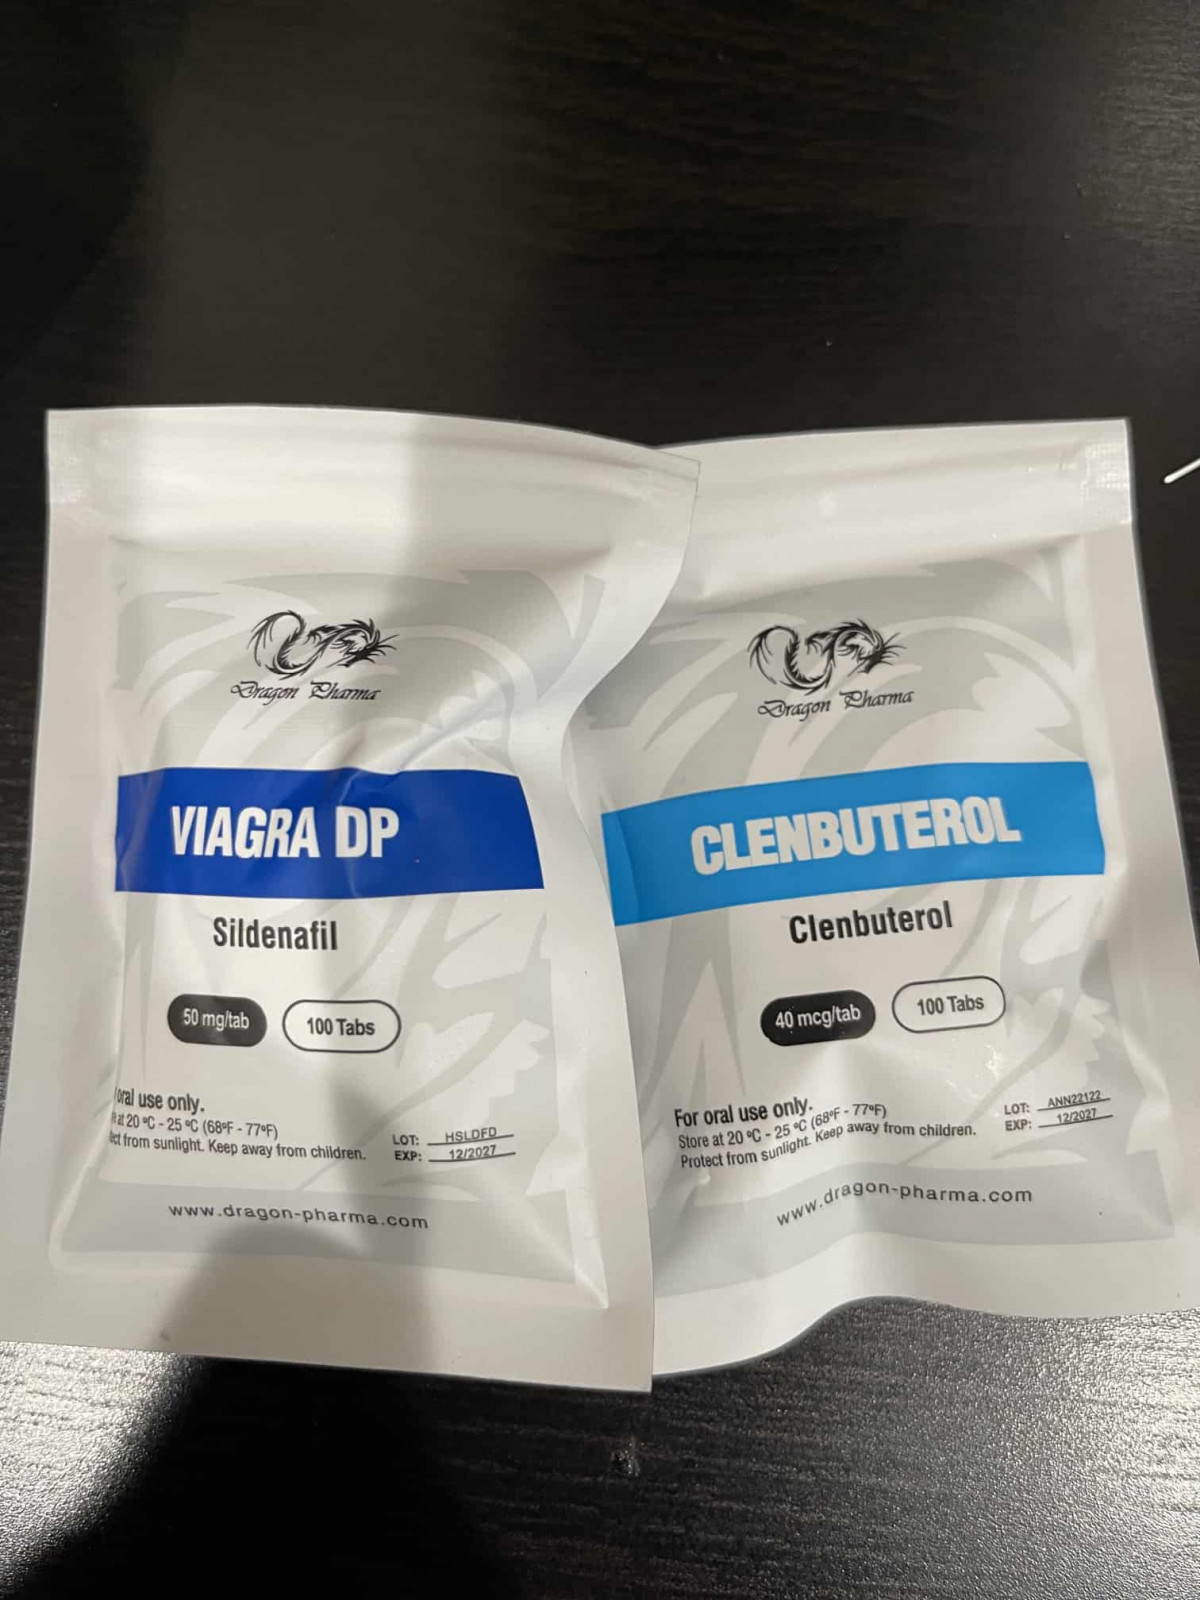 Dragon Pharma
VIAGRA DP
Sildenafil
50 mg/tab
100 Tabs
oral use only.
at 20 ºC - 25 ºC (68ºF - 77ºF)
from sunlight. Keep away from children.
LOT: HSLDFD
EXP: 12/2027
www.dragon-pharma.com
Dragon Pharma
CLENBUTEROL
Clenbuterol
40 mcg/tab
100 Tabs
For oral use only.
Store at 20 ºC - 25 ºC (68ºF - 77ºF)
Protect from sunlight. Keep away from children.
LOT: ANN22122
EXP: 12/2027
www.dragon-pharma.com